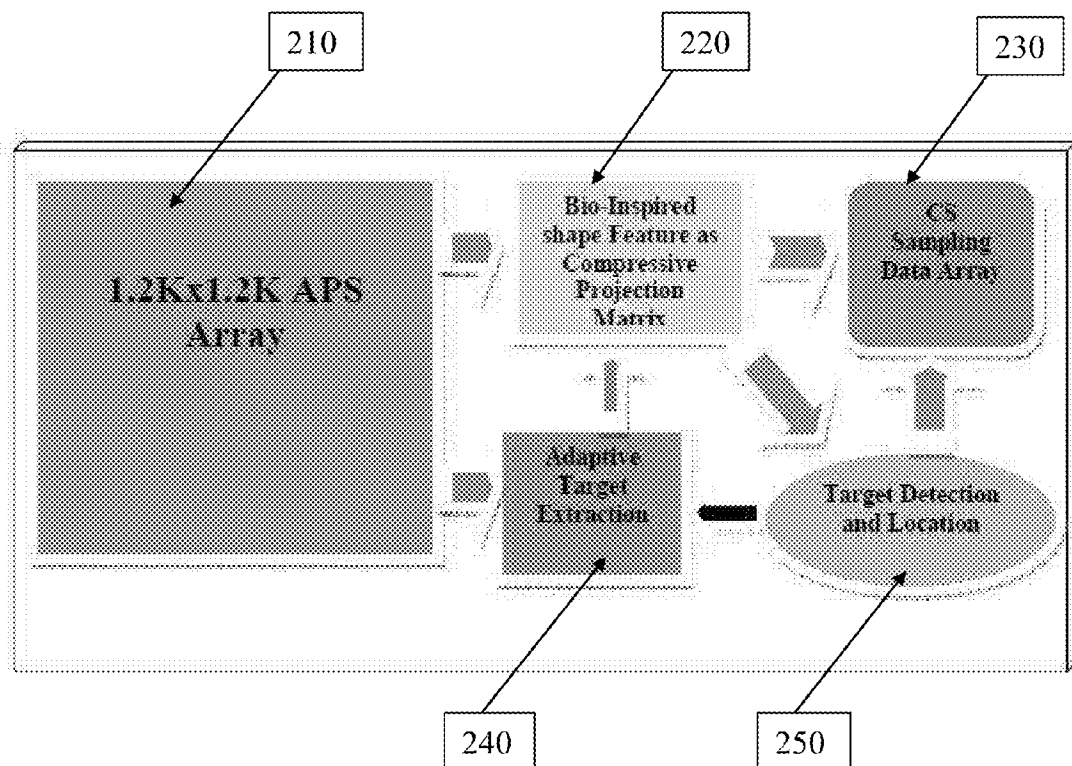 210
220
230
1.2Kx1.2K APS
Array
Bio-Inspired
shape Feature as
Compressive
Projection
Matrix
CS
Sampling
Data Array
Adaptive
Target
Extraction
Target Detection
and Location
240
250